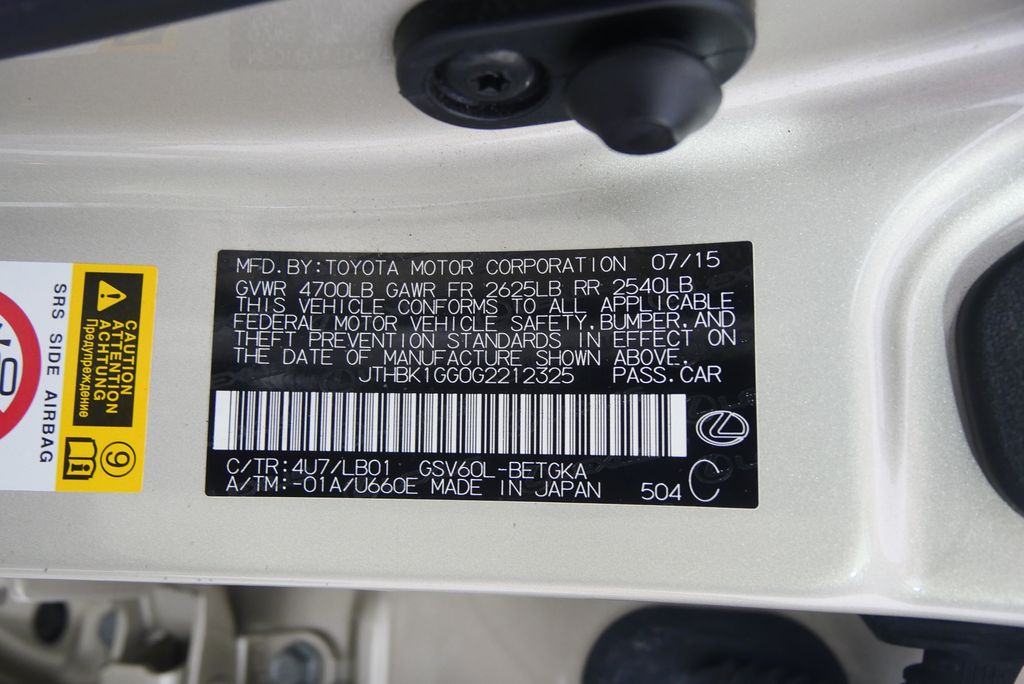 MFD.BY:TOYOTA MOTOR CORPORATION 07/15
GVWR 4700LB GAWR FR 2625LB RR 2540LB
THIS VEHICLE CONFORMS TO ALL APPLICABLE
FEDERAL MOTOR VEHICLE SAFETY,BUMPER,AND
THEFT PREVENTION STANDARDS IN EFFECT ON
THE DATE OF MANUFACTURE SHOWN ABOVE.
JTHBK1GG0G2212325 PASS.CAR
C/TR:4U7/LB01 GSV60L-BETGKA
A/TM:-01A/U660E MADE IN JAPAN 504 C
CAUTION
ATTENTION
ACHTUNG
Предупреждение
9
SRS SIDE AIRBAG